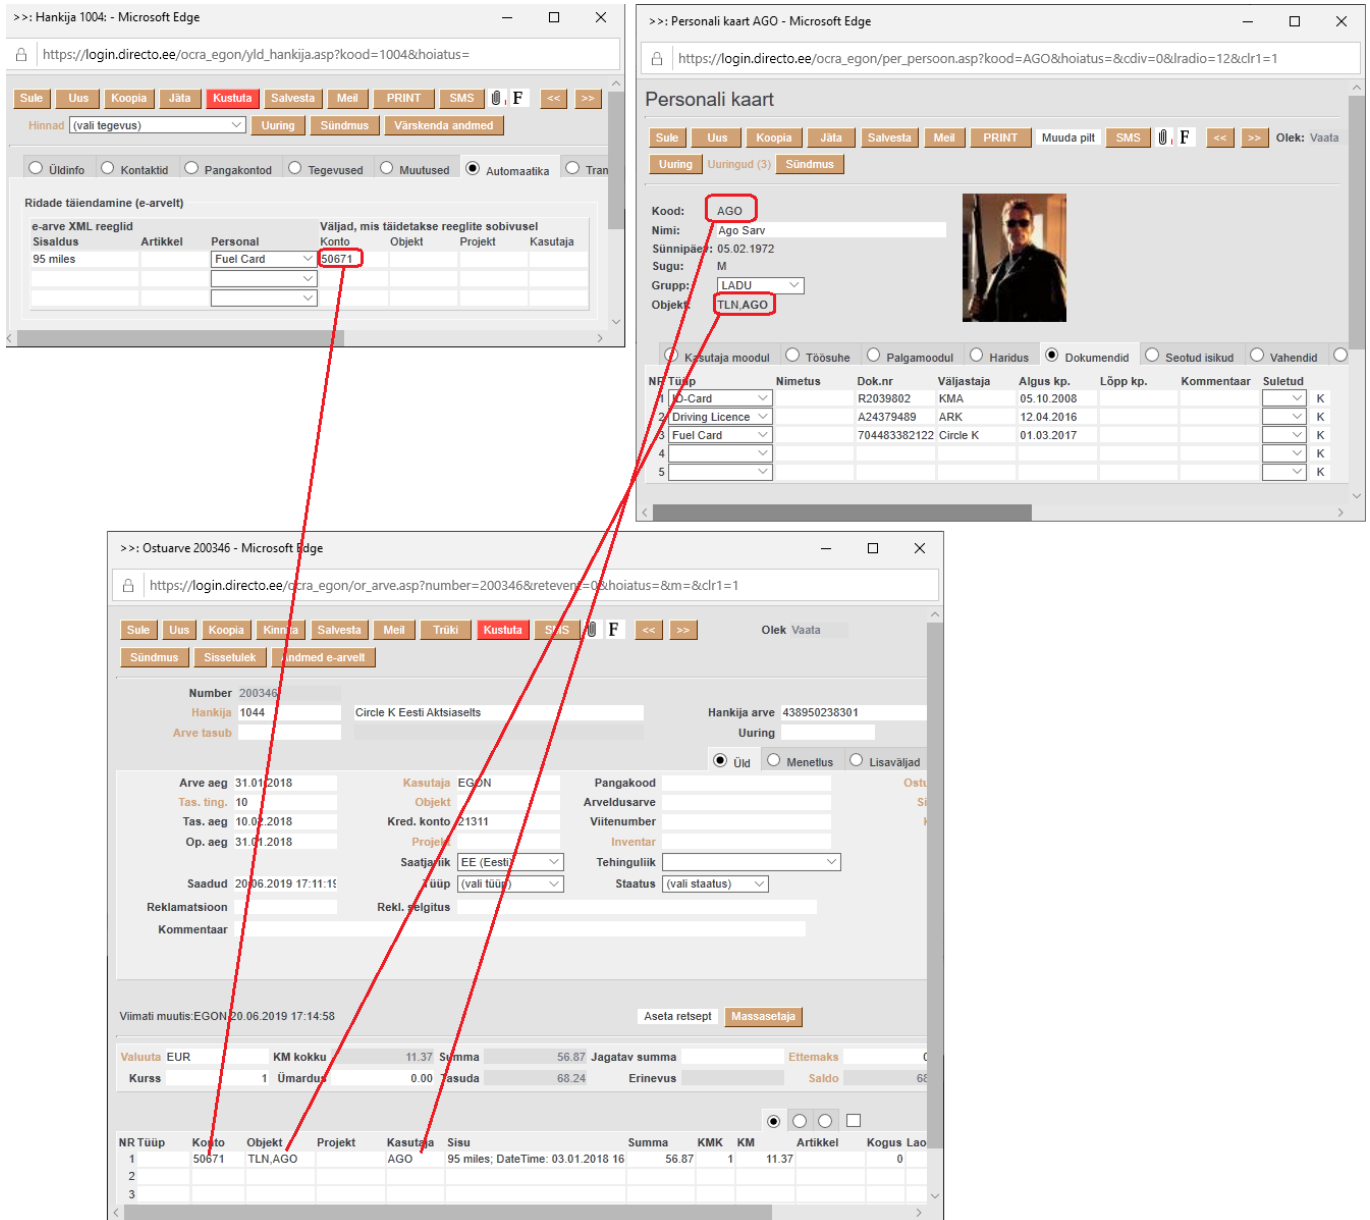 >>: Hankija 1004: - Microsoft Edge
https://login.directo.ee/ocra_egon/yld_hankija.asp?kood=1004&hoiatus=
Sule Uus Koopia Jäta Kustuta Salvesta Meil PRINT SMS F << >>
Hinnad (vali tegevus) Uuring Sündmus Värskenda andmed
Üldinfo Kontaktid Pangakontod Tegevused Muutused Automaatika Tran
Ridade täiendamine (e-arvelt)
e-arve XML reeglid Väljad, mis täidetakse reeglite sobivusel
Sisaldus Artikkel Personal Konto Objekt Projekt Kasutaja
95 miles Fuel Card 50671
>>: Personali kaart AGO - Microsoft Edge
https://login.directo.ee/ocra_egon/per_persoon.asp?kood=AGO&hoiatus=&cdiv=0&lradio=12&clr1=1
Personali kaart
Sule Uus Koopia Jäta Salvesta Meil PRINT Muuda pilt SMS F << >> Olek: Vaata
Uuring Uuringud (3) Sündmus
Kood: AGO
Nimi: Ago Sarv
Sünnipäev: 05.02.1972
Sugu: M
Grupp: LADU
Objekt: TLN,AGO
Kasutaja moodul Töösuhe Palgamoodul Haridus Dokumendid Seotud isikud Vahendid
NR Tüüp Nimetus Dok.nr Väljastaja Algus kp. Lõpp kp. Kommentaar Suletud
1 ID-Card R2039802 KMA 05.10.2008 K
2 Driving Licence A24379489 ARK 12.04.2016 K
3 Fuel Card 704483382122 Circle K 01.03.2017 K
4 K
5 K
>>: Ostuarve 200346 - Microsoft Edge
https://login.directo.ee/ocra_egon/or_arve.asp?number=200346&retevent=0&hoiatus=&m=&clr1=1
Sule Uus Koopia Kinnita Salvesta Meil Trüki Kustuta SMS F << >> Olek Vaata
Sündmus Sissetulek Andmed e-arvelt
Number 200346
Hankija 1044 Circle K Eesti Aktsiaselts Hankija arve 438950238301
Arve tasub Uuring
Üld Menetlus Lisaväljad
Arve aeg 31.01.2018 Kasutaja EGON Pangakood Ostu
Tas. ting. 10 Objekt Arveldusarve Si
Tas. aeg 10.02.2018 Kred. konto 21311 Viitenumber
Op. aeg 31.01.2018 Projekt Inventar
Saatjariik EE (Eesti) Tehinguliik
Saadud 20.06.2019 17:11:19 Tüüp (vali tüüp) Staatus (vali staatus)
Reklamatsioon Rekl. selgitus
Kommentaar
Viimati muutis:EGON 20.06.2019 17:14:58 Aseta retsept Massasetaja
Valuuta EUR KM kokku 11.37 Summa 56.87 Jagatav summa Ettemaks 0
Kurss 1 Ümardus 0.00 Tasuda 68.24 Erinevus Saldo 68
NR Tüüp Konto Objekt Projekt Kasutaja Sisu Summa KMK KM Artikkel Kogus Lao
1 50671 TLN,AGO AGO 95 miles; DateTime: 03.01.2018 16 56.87 1 11.37 0
2
3